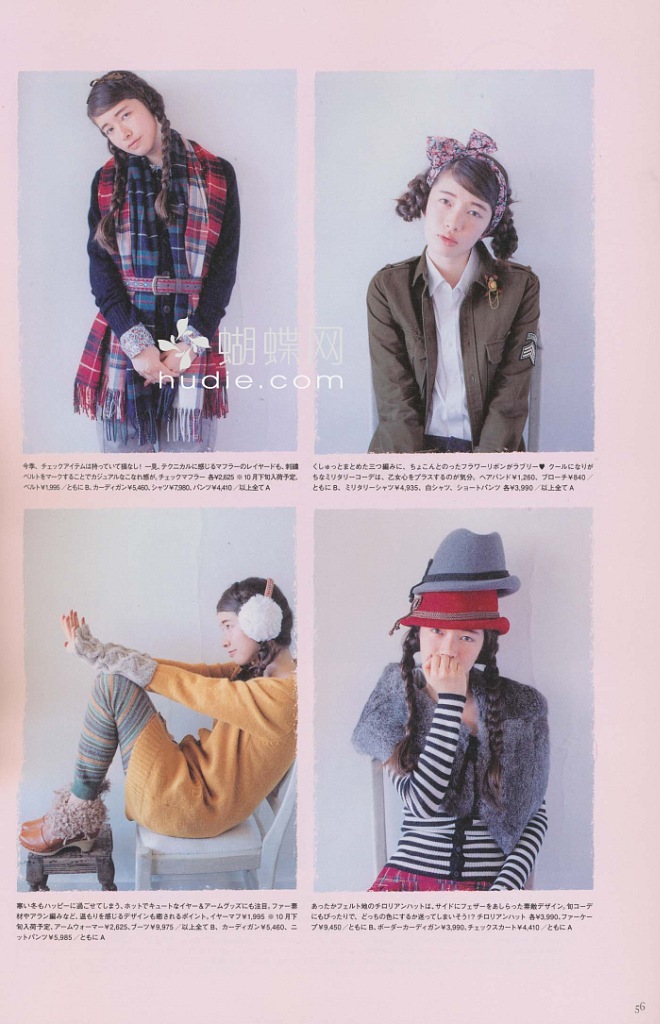 蝴蝶网
hudie.com
今季、チェックアイテムは持っていて損なし! 一見、テクニカルに感じるマフラーのレイヤードも、刺繍
ベルトをマークすることでカジュアルなこなれ感が。チェックマフラー 各¥2,625 ※10月下旬入荷予定、
ベルト¥1,995 ／ともに B、カーディガン¥5,460、シャツ¥7,980、パンツ¥4,410 ／以上全て A
くしゅっとまとめた三つ編みに、ちょこんとのったフラワーリボンがラブリー♥ クールになりが
ちなミリタリーコーデは、乙女心をプラスするのが気分。ヘアバンド¥1,260、ブローチ¥840 ／
ともに B、ミリタリーシャツ¥4,935、白シャツ、ショートパンツ 各¥3,990 ／以上全て A
寒い冬もハッピーに過ごせてしまう、ホットでキュートなイヤー＆アームグッズにも注目。ファー素
材やアラン編みなど、温もりを感じるデザインも癒されるポイント。イヤーマフ¥1,995 ※10月下
旬入荷予定、アームウォーマー¥2,625、ブーツ¥9,975 ／以上全て B、カーディガン¥5,460、ニ
ットパンツ¥5,985 ／ともに A
あったかフェルト地のチロリアンハットは、サイドにフェザーをあしらった素敵デザイン。旬コーデ
にもぴったりで、どっちの色にするか迷ってしまいそう!? チロリアンハット 各¥3,990、ファーケー
プ¥9,450 ／ともに B、ボーダーカーディガン¥3,990、チェックスカート¥4,410 ／ともに A
56